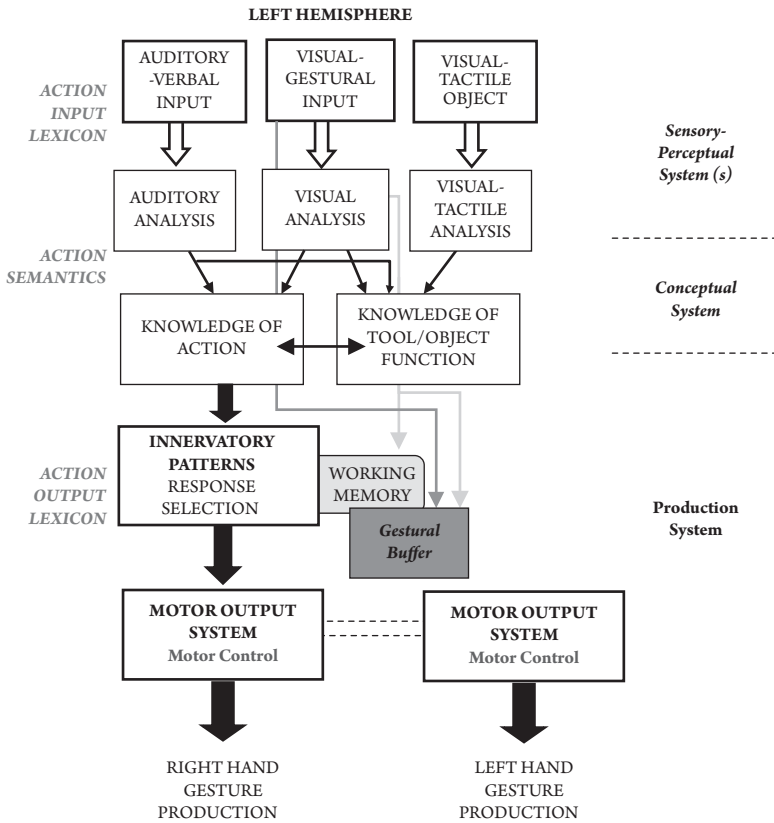 LEFT HEMISPHERE
ACTION
INPUT
LEXICON
AUDITORY
-VERBAL
INPUT
VISUAL-
GESTURAL
INPUT
VISUAL-
TACTILE
OBJECT
Sensory-
Perceptual
System (s)
AUDITORY
ANALYSIS
VISUAL
ANALYSIS
VISUAL-
TACTILE
ANALYSIS
ACTION
SEMANTICS
Conceptual
System
KNOWLEDGE OF
ACTION
KNOWLEDGE OF
TOOL/OBJECT
FUNCTION
ACTION
OUTPUT
LEXICON
INNERVATORY
PATTERNS
RESPONSE
SELECTION
WORKING
MEMORY
Gestural
Buffer
Production
System
MOTOR OUTPUT
SYSTEM
Motor Control
MOTOR OUTPUT
SYSTEM
Motor Control
RIGHT HAND
GESTURE
PRODUCTION
LEFT HAND
GESTURE
PRODUCTION